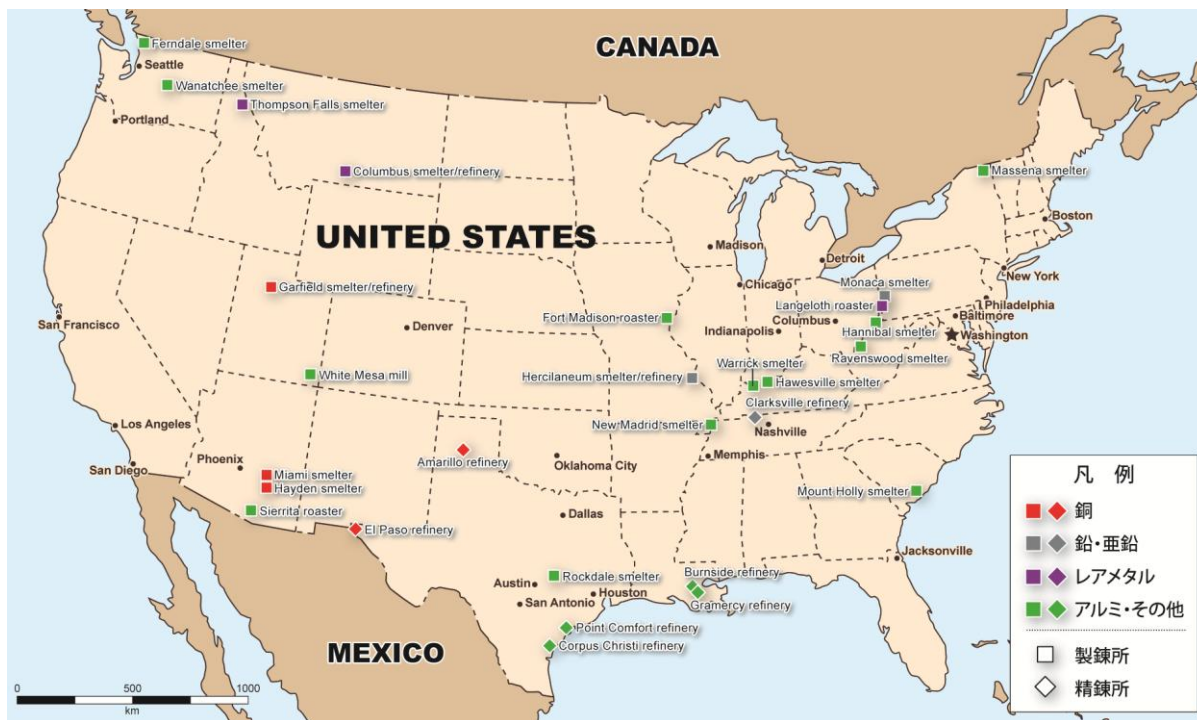 CANADA
Ferndale smelter
Seattle
Wanatchee smelter
Thompson Falls smelter
Portland
Columbus smelter/refinery
Massena smelter
UNITED STATES
Boston
Madison
Detroit
New York
Monaca smelter
Garfield smelter/refinery
Chicago
Langeloth roaster
Philadelphia
San Francisco
Denver
Fort Madison roaster
Indianapolis
Columbus
Baltimore
Hannibal smelter
Washington
Ravenswood smelter
Warrick smelter
White Mesa mill
Hercilaneum smelter/refinery
Hawesville smelter
Clarksville refinery
Los Angeles
New Madrid smelter
Nashville
Phoenix
San Diego
Amarillo refinery
Oklahoma City
Memphis
Miami smelter
Hayden smelter
Mount Holly smelter
Sierrita roaster
El Paso refinery
Dallas
Jacksonville
Rockdale smelter
Burnside refinery
Austin
Houston
San Antonio
Gramercy refinery
Point Comfort refinery
Corpus Christi refinery
MEXICO
0 500 1000
km
凡 例
銅
鉛・亜鉛
レアメタル
アルミ・その他
製錬所
精錬所